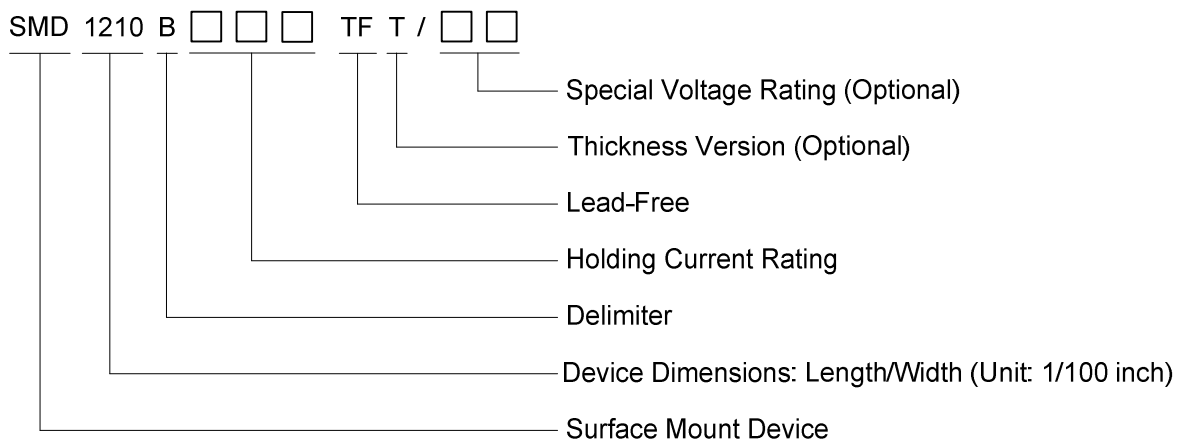 SMD 1210 B □ □ □ TF T / □ □
Special Voltage Rating (Optional)
Thickness Version (Optional)
Lead-Free
Holding Current Rating
Delimiter
Device Dimensions: Length/Width (Unit: 1/100 inch)
Surface Mount Device